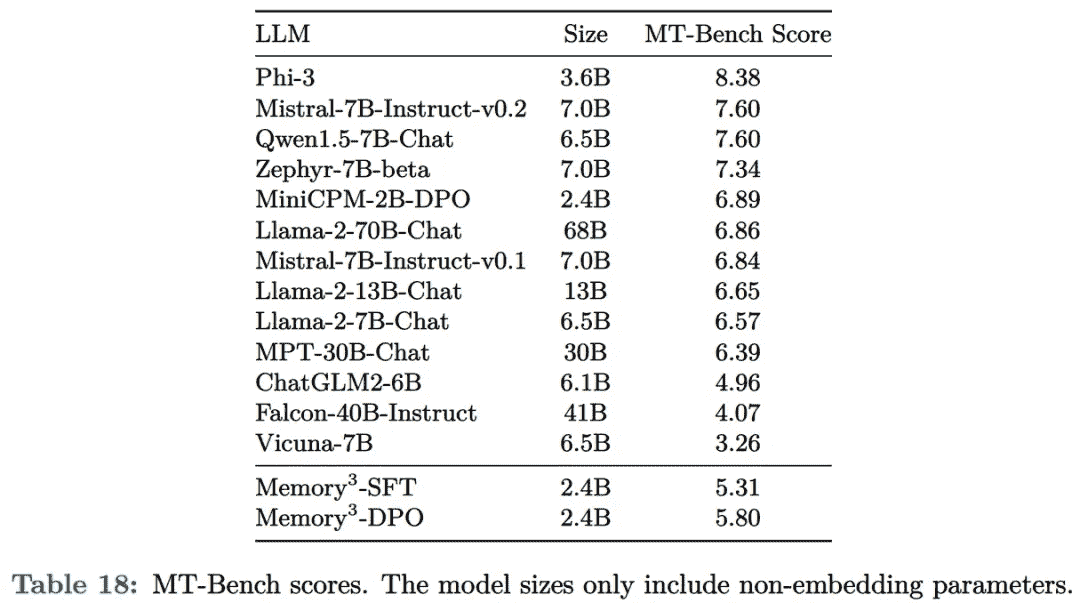 LLM Size MT-Bench Score
Phi-3 3.6B 8.38
Mistral-7B-Instruct-v0.2 7.0B 7.60
Qwen1.5-7B-Chat 6.5B 7.60
Zephyr-7B-beta 7.0B 7.34
MiniCPM-2B-DPO 2.4B 6.89
Llama-2-70B-Chat 68B 6.86
Mistral-7B-Instruct-v0.1 7.0B 6.84
Llama-2-13B-Chat 13B 6.65
Llama-2-7B-Chat 6.5B 6.57
MPT-30B-Chat 30B 6.39
ChatGLM2-6B 6.1B 4.96
Falcon-40B-Instruct 41B 4.07
Vicuna-7B 6.5B 3.26
Memory³-SFT 2.4B 5.31
Memory³-DPO 2.4B 5.80
Table 18: MT-Bench scores. The model sizes only include non-embedding parameters.